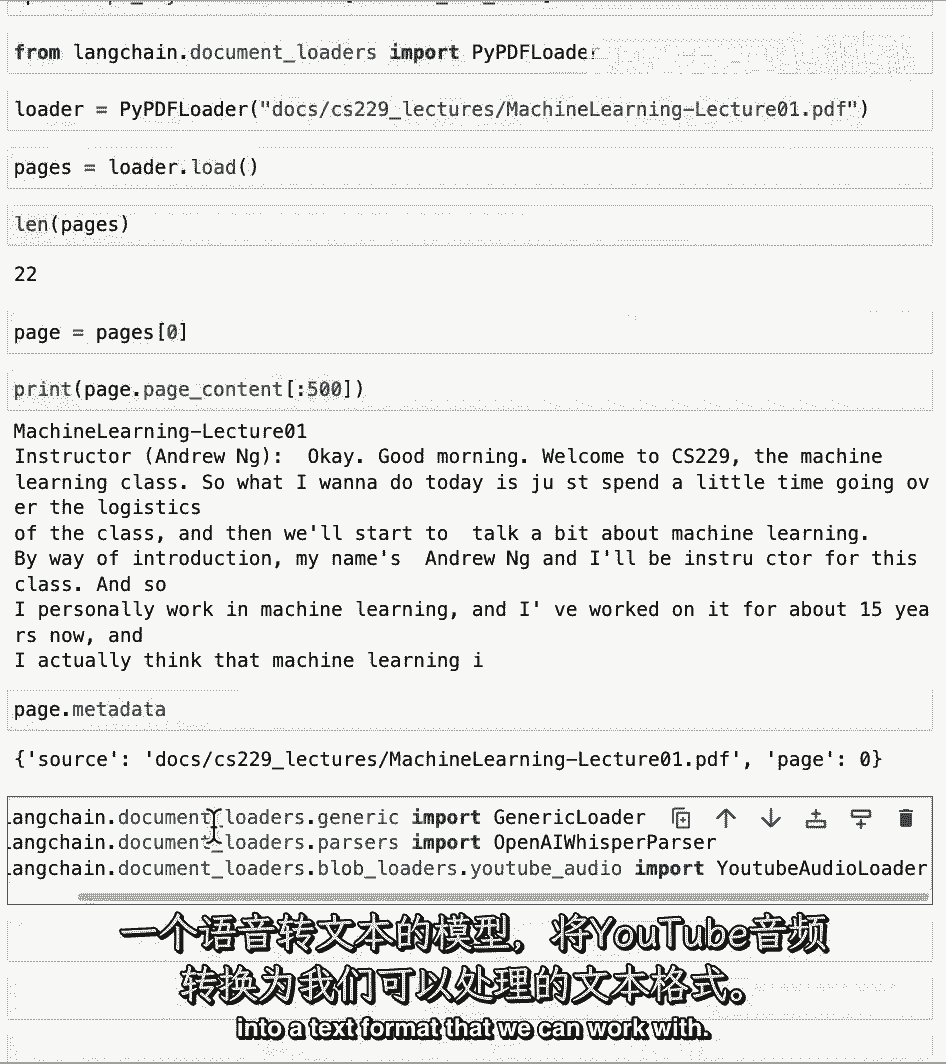 from langchain.document_loaders import PyPDFLoader
loader = PyPDFLoader("docs/cs229_lectures/MachineLearning-Lecture01.pdf")
pages = loader.load()
len(pages)
22
page = pages[0]
print(page.page_content[:500])
MachineLearning-Lecture01
Instructor (Andrew Ng):  Okay. Good morning. Welcome to CS229, the machine
learning class. So what I wanna do today is ju st spend a little time going ov
er the logistics
of the class, and then we'll start to  talk a bit about machine learning.
By way of introduction, my name's  Andrew Ng and I'll be instru ctor for this
class. And so
I personally work in machine learning, and I' ve worked on it for about 15 yea
rs now, and
I actually think that machine learning i
page.metadata
{'source': 'docs/cs229_lectures/MachineLearning-Lecture01.pdf', 'page': 0}
langchain.document_loaders.generic import GenericLoader
langchain.document_loaders.parsers import OpenAIWhisperParser
langchain.document_loaders.blob_loaders.youtube_audio import YoutubeAudioLoader
一个语音转文本的模型，将YouTube音频
转换为我们可以处理的文本格式。
into a text format that we can work with.